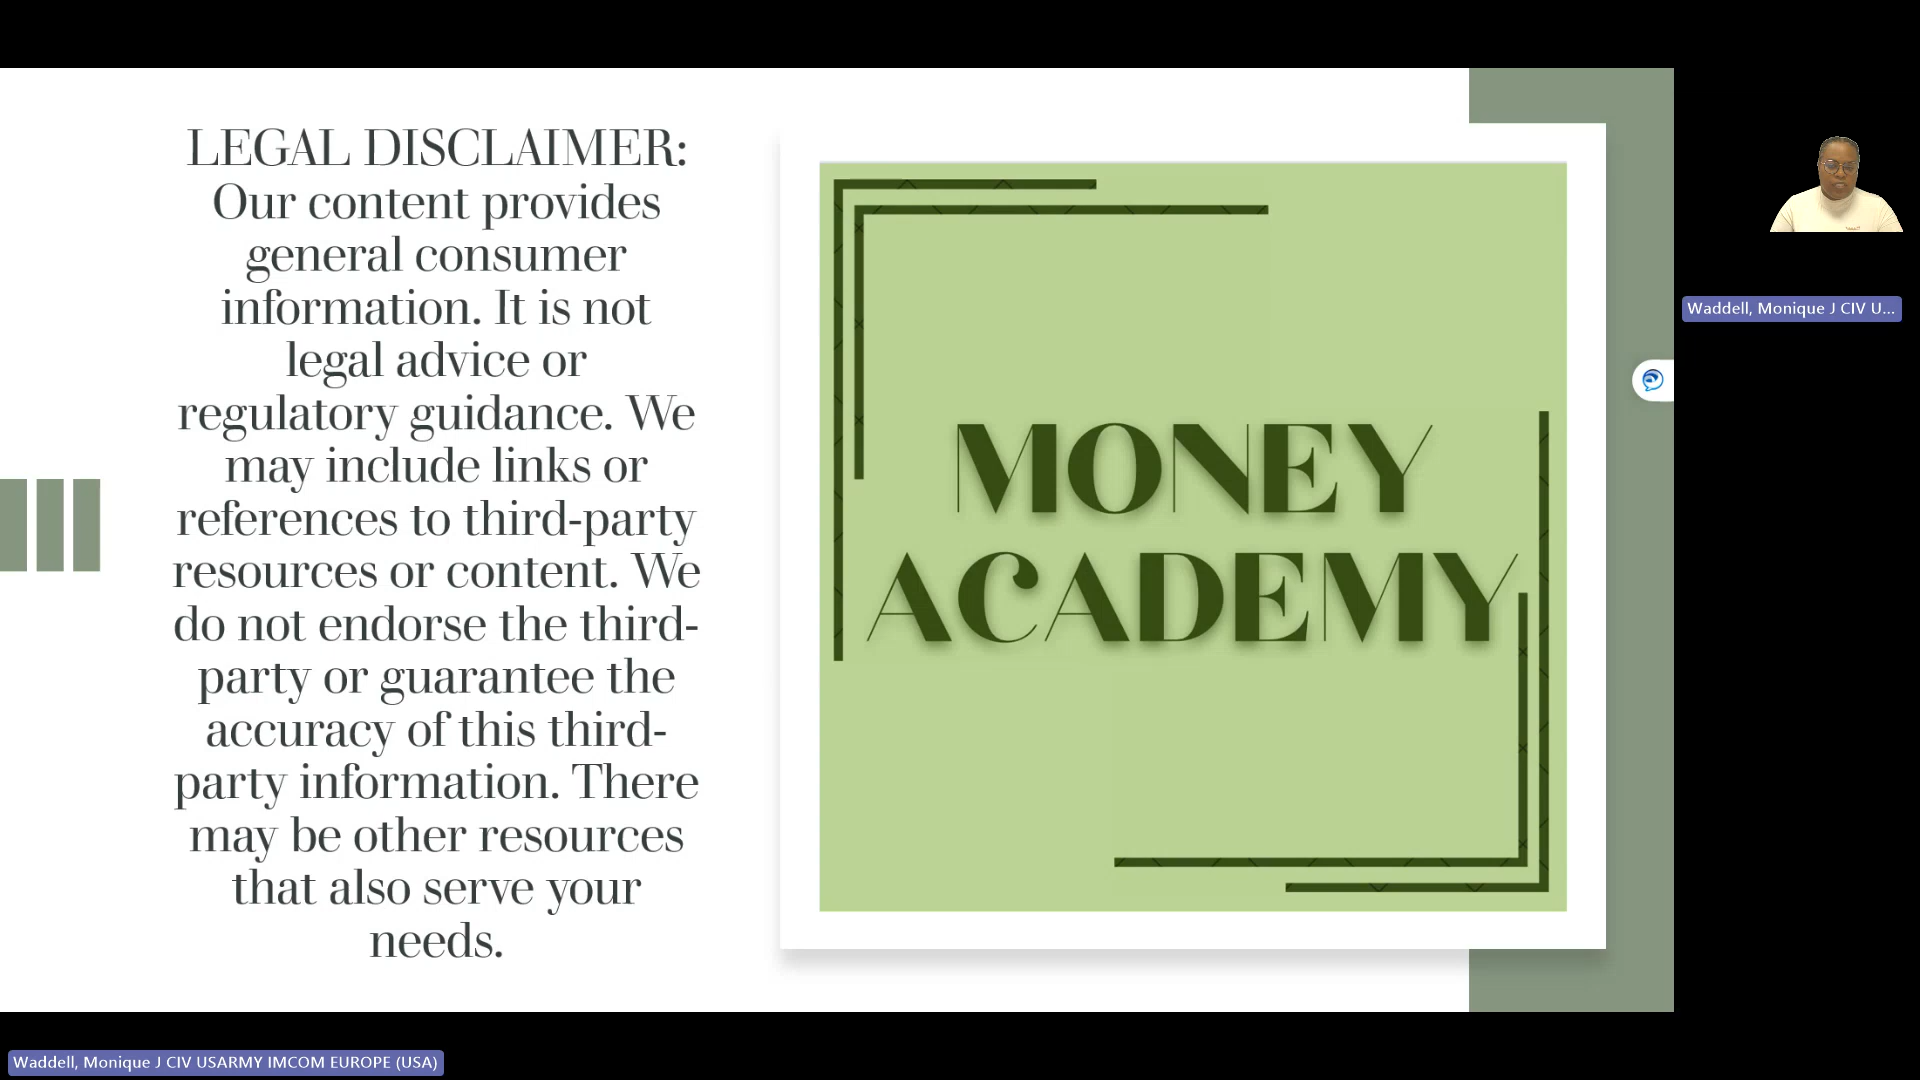 LEGAL DISCLAIMER:
Our content provides
general consumer
information. It is not
legal advice or
regulatory guidance. We
may include links or
references to third-party
resources or content. We
do not endorse the third-
party or guarantee the
accuracy of this third-
party information. There
may be other resources
that also serve your
needs.
MONEY
ACADEMY
Waddell, Monique J CIV U...
Waddell, Monique J CIV USARMY IMCOM EUROPE (USA)